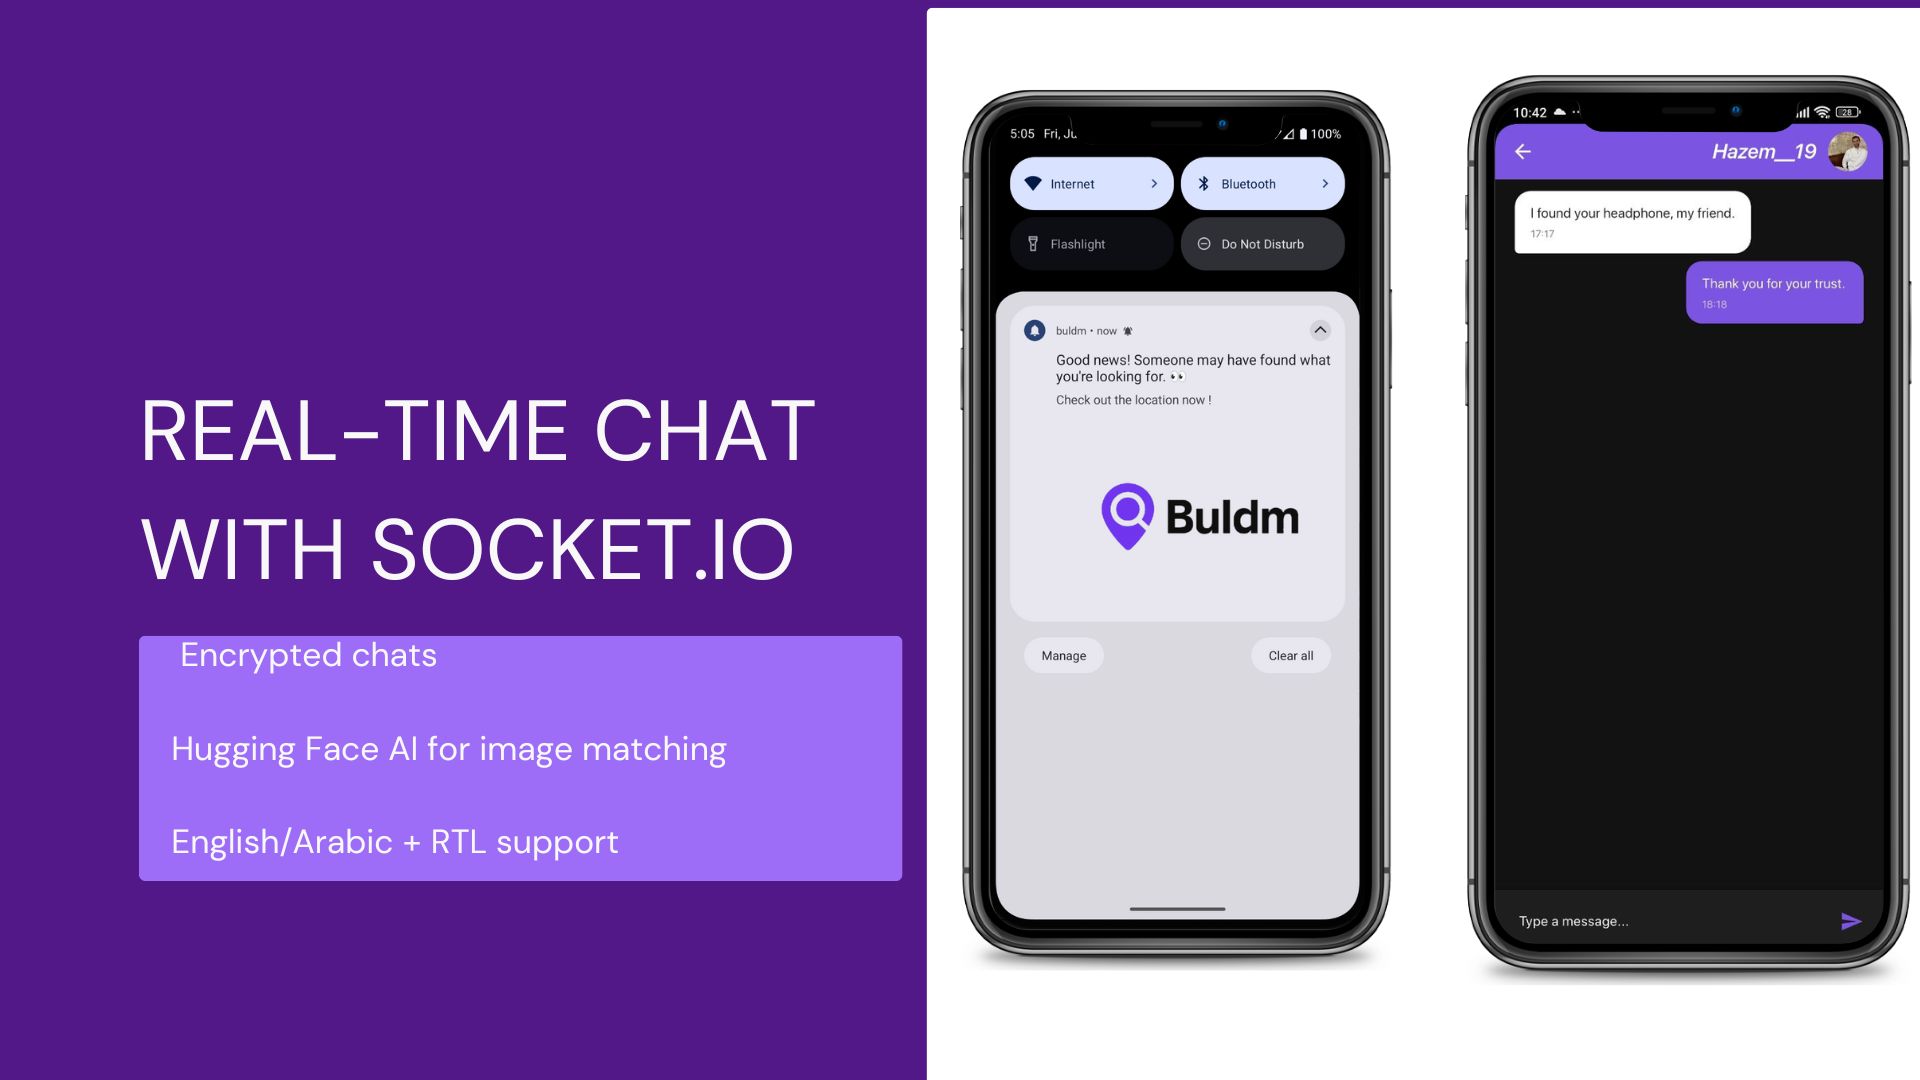 REAL-TIME CHAT
WITH SOCKET.IO
Encrypted chats
Hugging Face AI for image matching
English/Arabic + RTL support
5:05 Fri, Ju
100%
Internet
Bluetooth
Flashlight
Do Not Disturb
buldm • now
Good news! Someone may have found what
you're looking for. 👀
Check out the location now !
Buldm
Manage
Clear all
10:42
28
Hazem__19
I found your headphone, my friend.
17:17
Thank you for your trust.
18:18
Type a message...